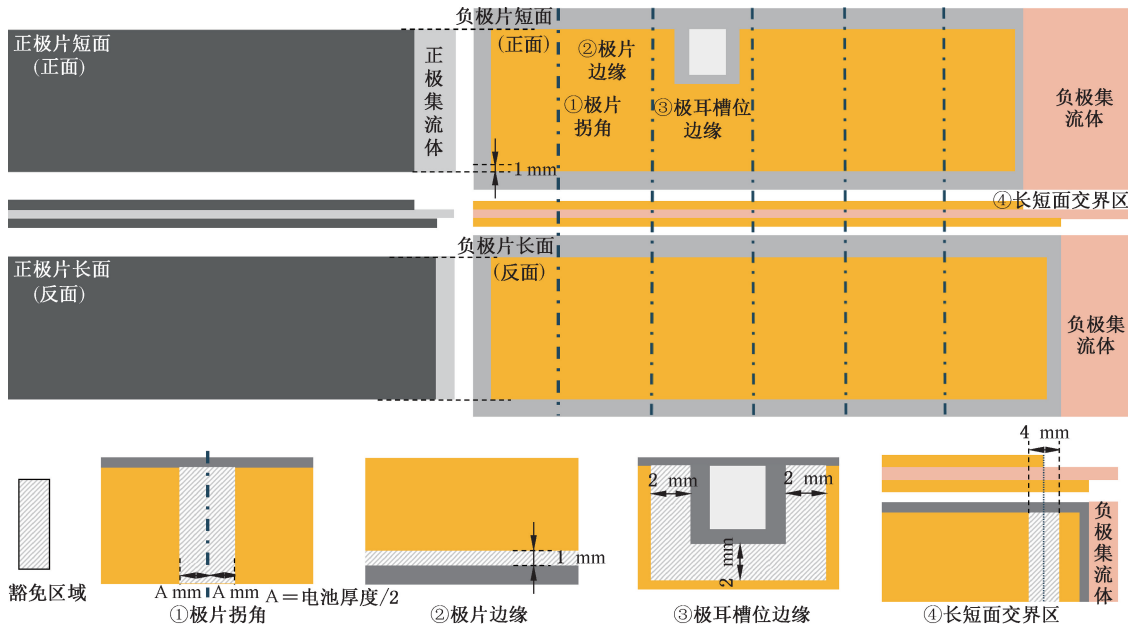 正极片短面
(正面)
正极集流体
负极片短面
(正面)
②极片
边缘
①极片
拐角
③极耳槽位
边缘
负极集
流体
1 mm
④长短面交界区
正极片长面
(反面)
负极片长面
(反面)
负极集
流体
豁免区域
A mm
A mm
A=电池厚度/2
①极片拐角
1 mm
②极片边缘
2 mm
2 mm
2 mm
③极耳槽位边缘
4 mm
负极集流体
④长短面交界区